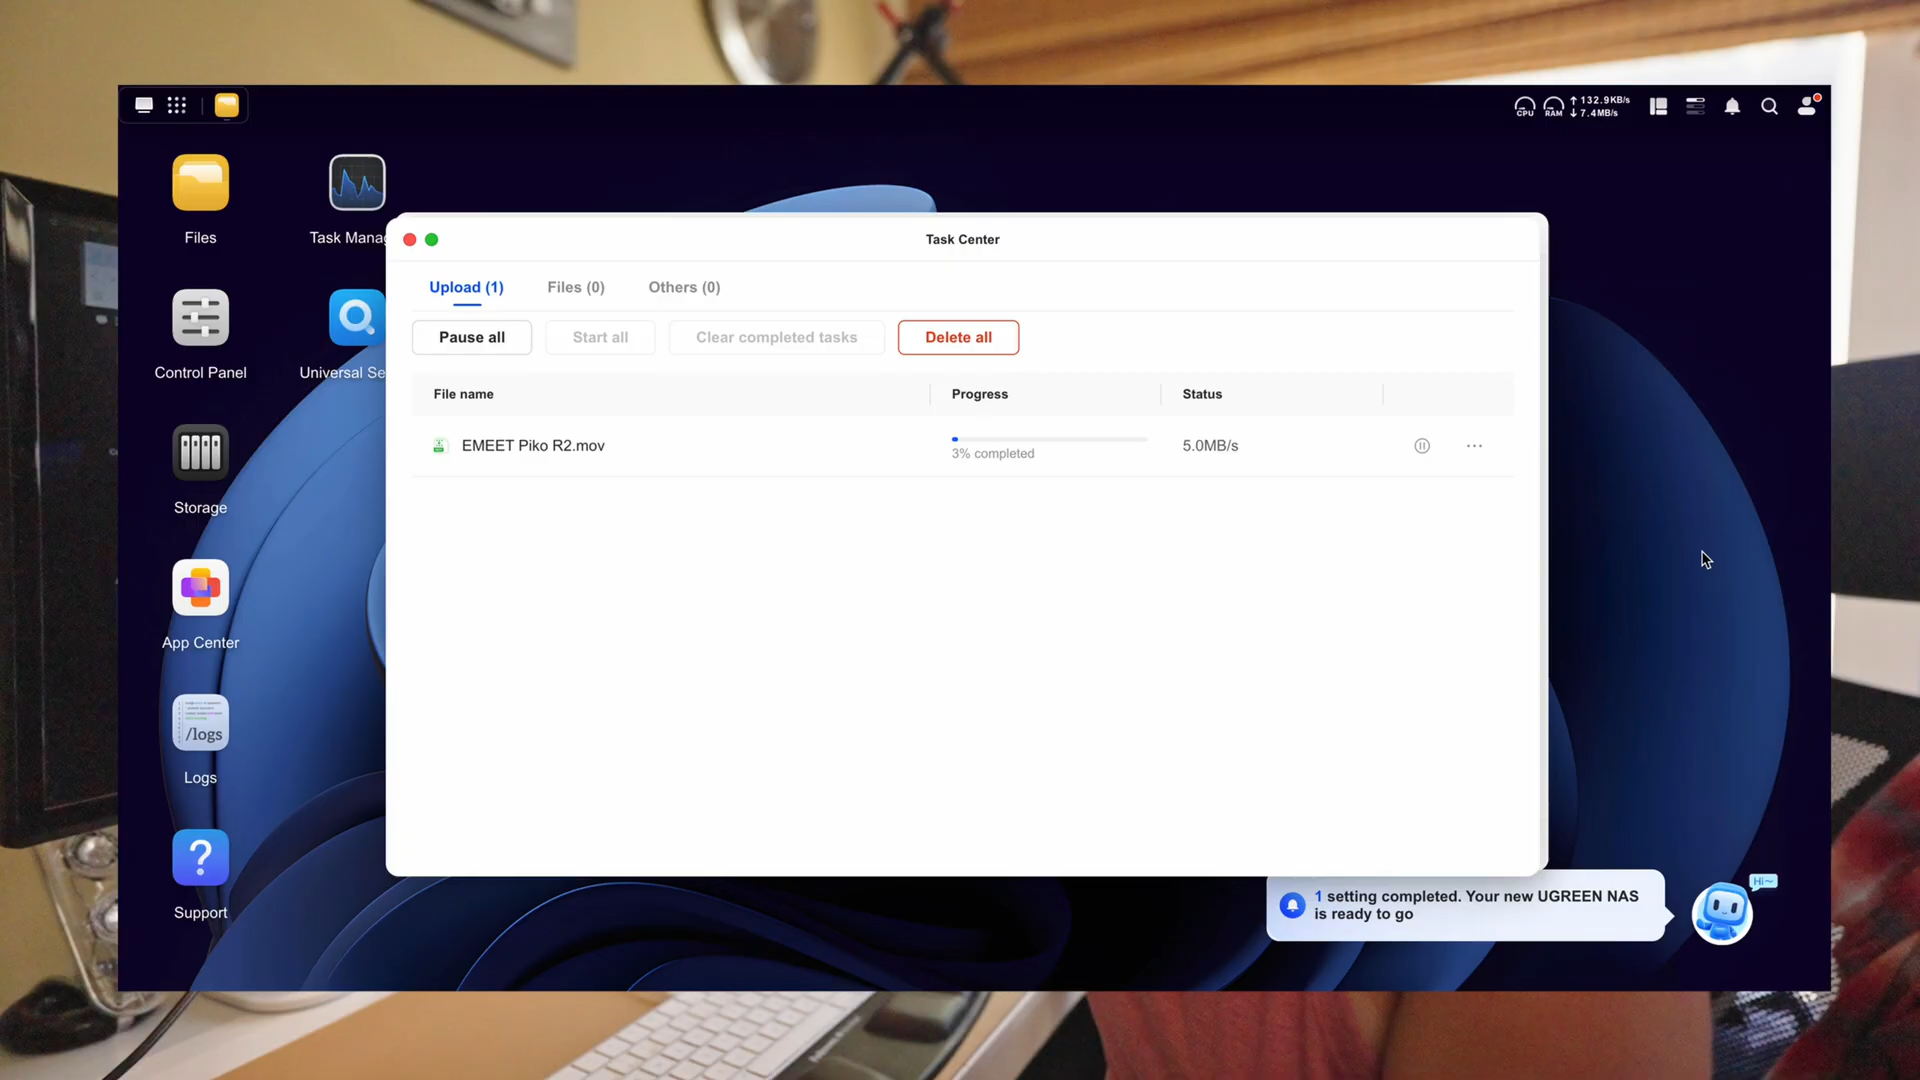 CPU
RAM
↑ 132.9KB/s
↓ 7.4MB/s
Files
Task Mana
Control Panel
Universal Se
Storage
App Center
/logs
Logs
?
Support
Task Center
Upload (1)
Files (0)
Others (0)
Pause all
Start all
Clear completed tasks
Delete all
File name
Progress
Status
EMEET Piko R2.mov
3% completed
5.0MB/s
1 setting completed. Your new UGREEN NAS
is ready to go
Hi~